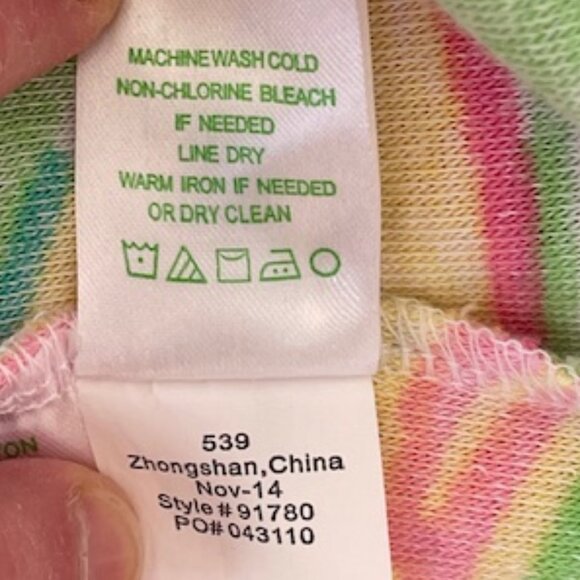 MACHINE WASH COLD
NON-CHLORINE BLEACH
IF NEEDED
LINE DRY
WARM IRON IF NEEDED
OR DRY CLEAN
ON
539
Zhongshan,China
Nov-14
Style#91780
PO#043110